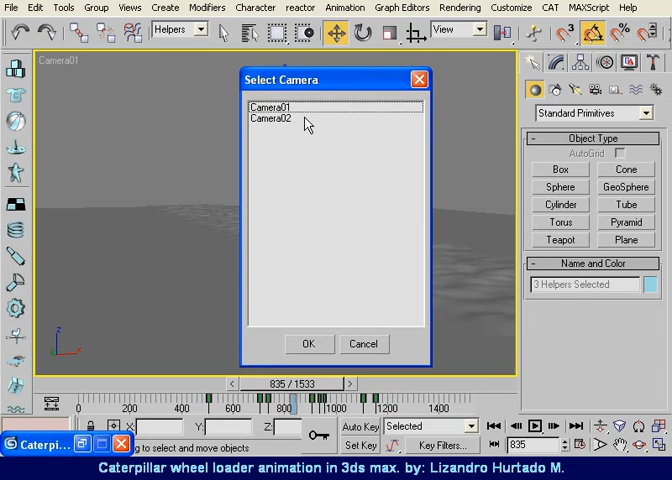 File Edit Tools Group Views Create Modifiers Character reactor Animation Graph Editors Rendering Customize CAT MAXScript Help
Helpers
View
3
%
Camera01
Select Camera
Camera01
Camera02
OK Cancel
Standard Primitives
- Object Type
AutoGrid
Box Cone
Sphere GeoSphere
Cylinder Tube
Torus Pyramid
Teapot Plane
- Name and Color
3 Helpers Selected
z
x
< 835 / 1533 >
0 200 400 600 800 1000 1200 1400
X: Y: Z:
Auto Key Selected
Set Key Key Filters...
835
Caterpi...
ng to select and move objects
Caterpillar wheel loader animation in 3ds max. by: Lizandro Hurtado M.